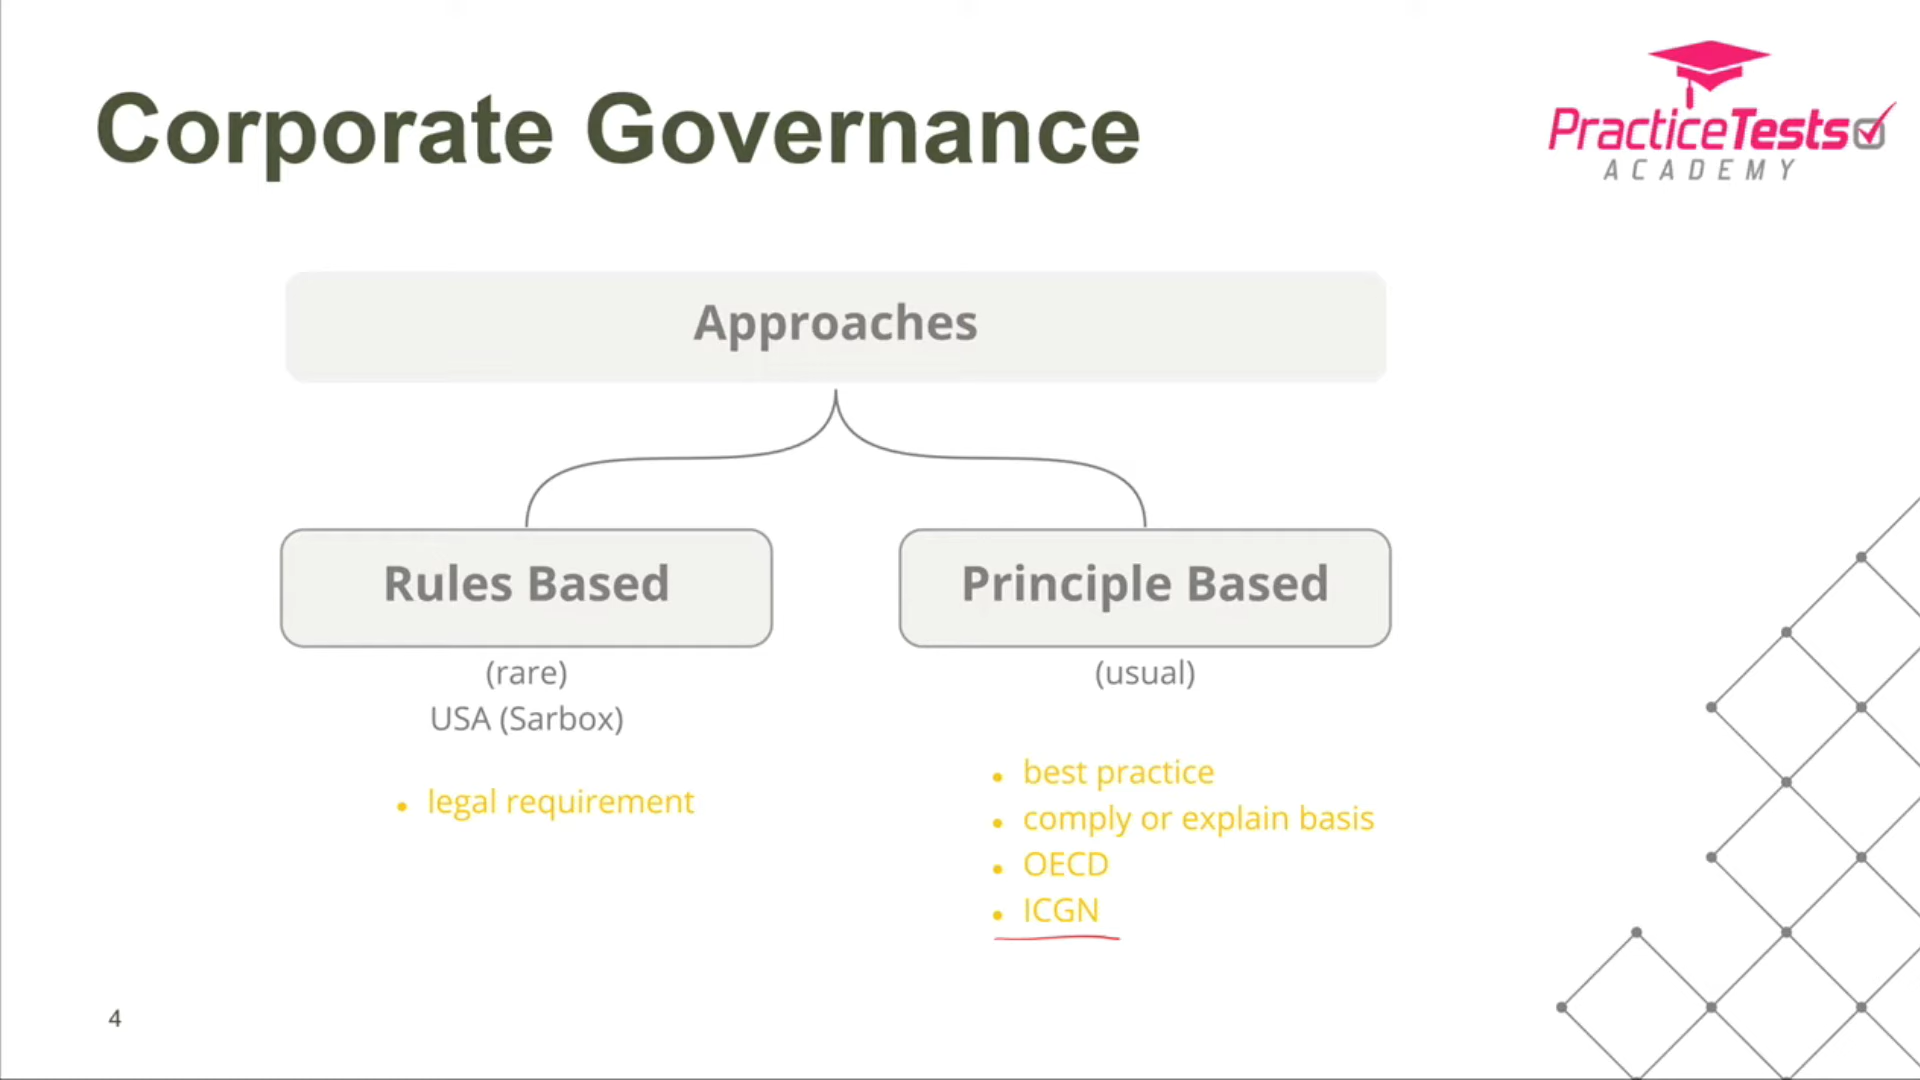 Corporate Governance
PracticeTests
ACADEMY
Approaches
Rules Based
(rare)
USA (Sarbox)
• legal requirement
Principle Based
(usual)
• best practice
• comply or explain basis
• OECD
• ICGN
4